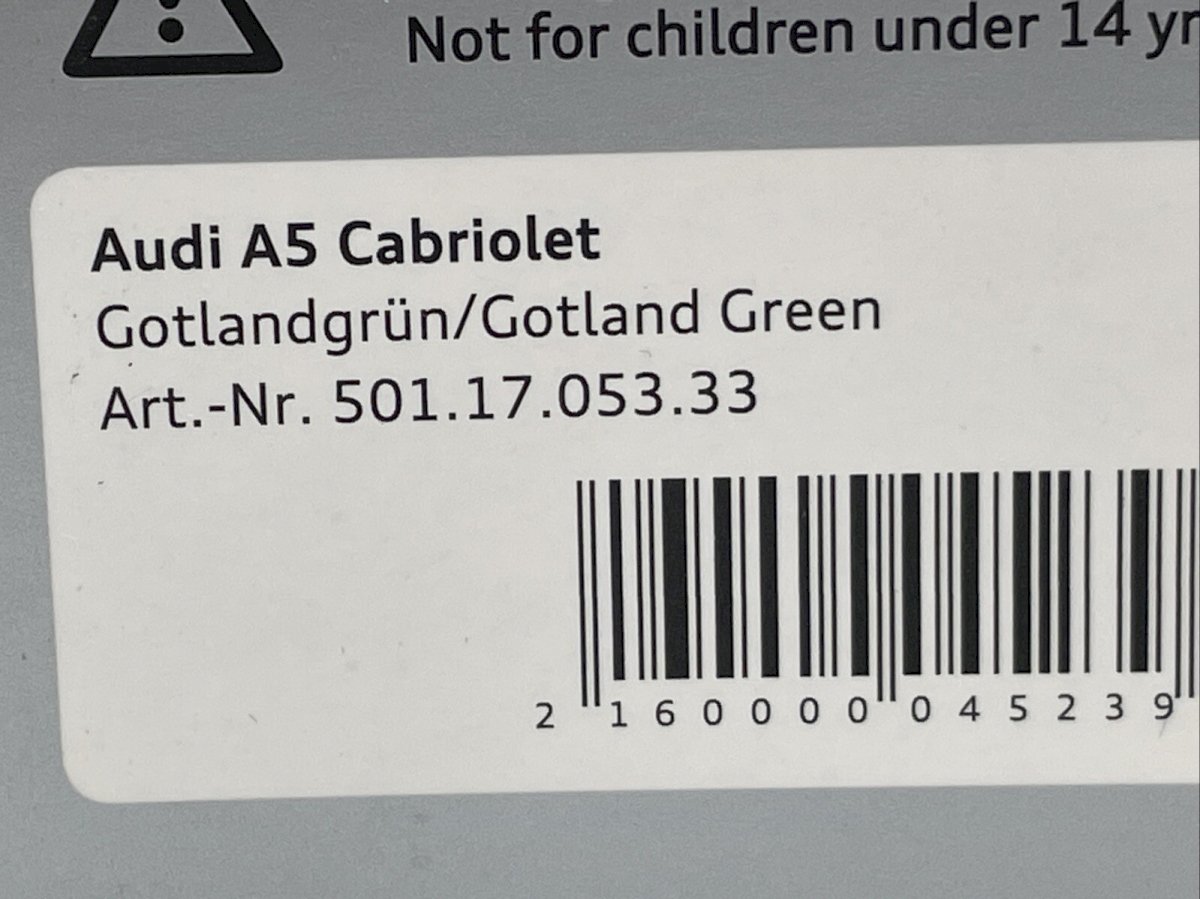 Not for children under 14 yr
Audi A5 Cabriolet
Gotlandgrün/Gotland Green
Art.-Nr. 501.17.053.33
2 160000 045239